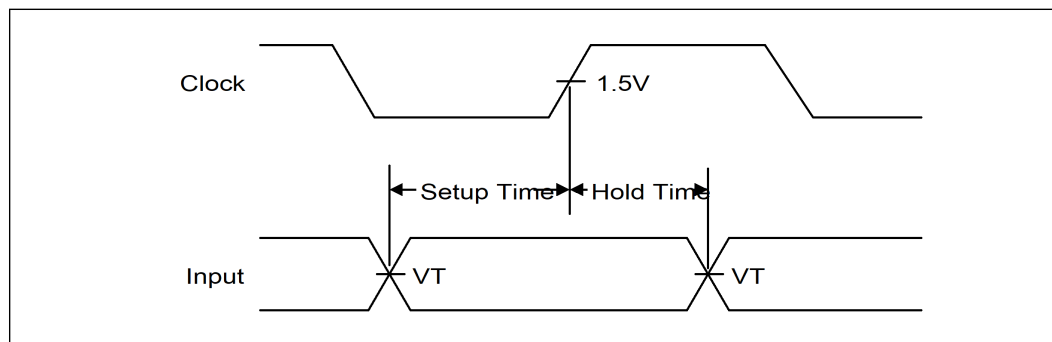 Clock
1.5V
Setup Time
Hold Time
Input
VT
VT